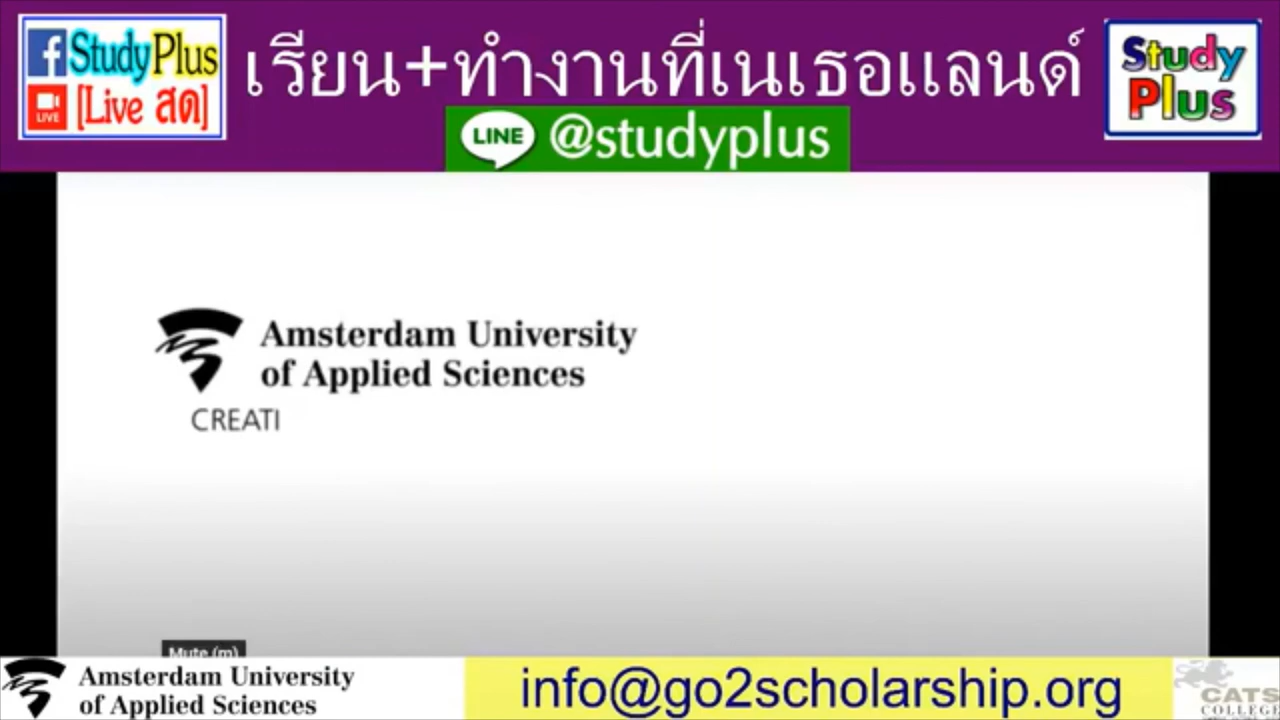 StudyPlus
LIVE [Live สด]
เรียน+ทำงานที่เนเธอแลนด์
LINE @studyplus
Study
Plus
Amsterdam University
of Applied Sciences
CREATI
Mute (m)
Amsterdam University
of Applied Sciences
info@go2scholarship.org
CATS
COLLEGE